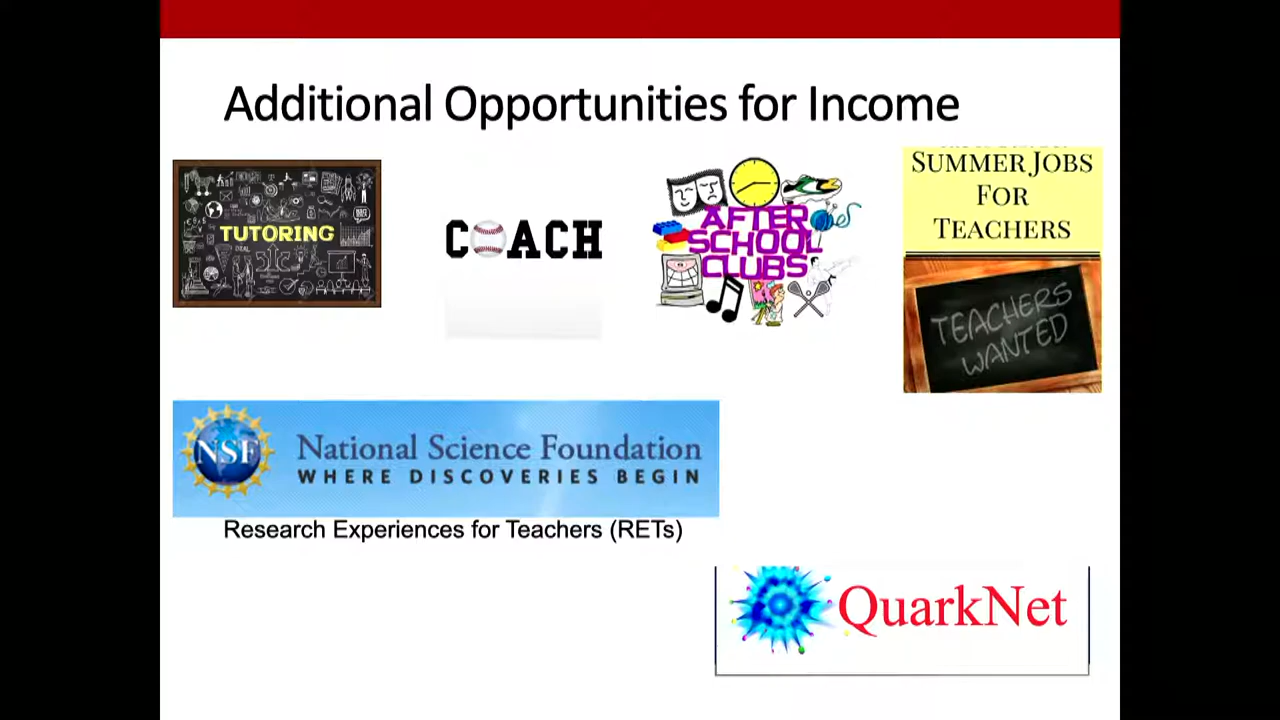 Additional Opportunities for Income
TUTORING
COACH
AFTER
SCHOOL
CLUBS
SUMMER JOBS
FOR
TEACHERS
TEACHERS
WANTED
NSF
National Science Foundation
WHERE DISCOVERIES BEGIN
Research Experiences for Teachers (RETs)
QuarkNet